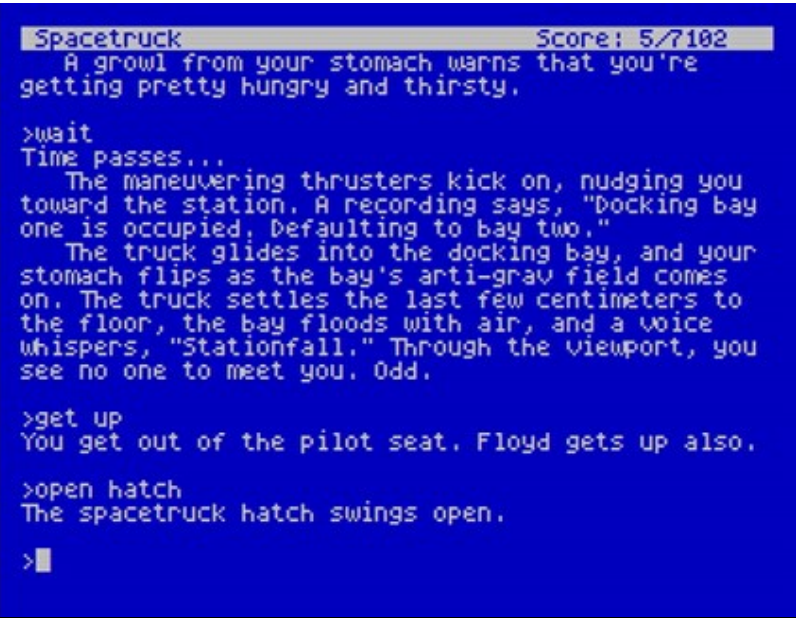 Spacetruck Score: 5/7102
A growl from your stomach warns that you're
getting pretty hungry and thirsty.
>wait
Time passes...
The maneuvering thrusters kick on, nudging you
toward the station. A recording says, "Docking bay
one is occupied. Defaulting to bay two."
The truck glides into the docking bay, and your
stomach flips as the bay's arti-grav field comes
on. The truck settles the last few centimeters to
the floor, the bay floods with air, and a voice
whispers, "Stationfall." Through the viewport, you
see no one to meet you. Odd.
>get up
You get out of the pilot seat. Floyd gets up also.
>open hatch
The spacetruck hatch swings open.
>